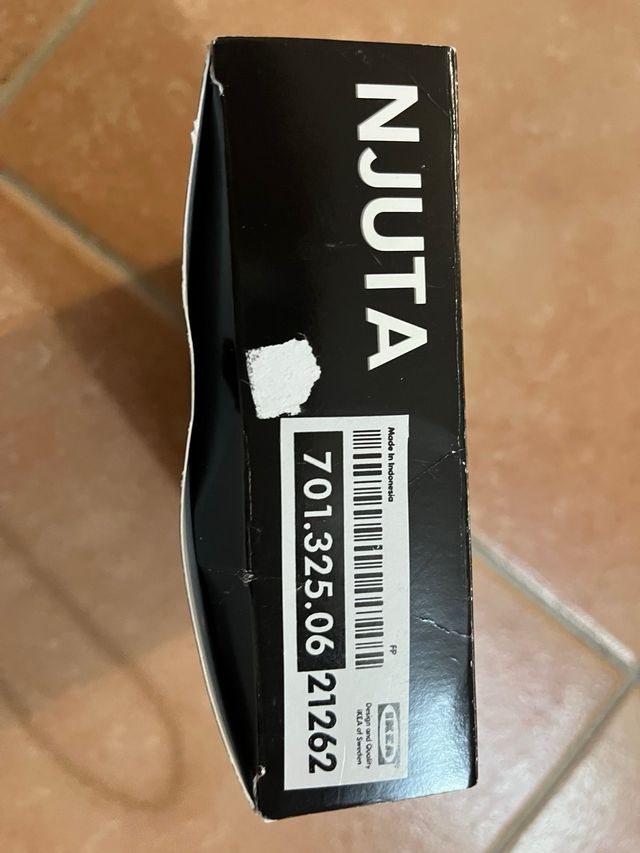 NJUTA
Made in Indonesia
FP
701.325.06 21262
IKEA
Design and Quality
IKEA of Sweden